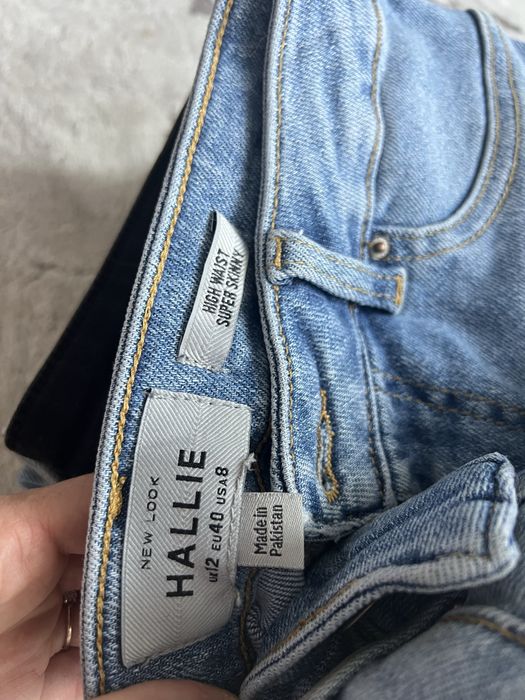 HIGH WAIST
SUPER SKINNY
NEW LOOK
HALLIE
UK12 EU40 USA8
Made in
Pakistan